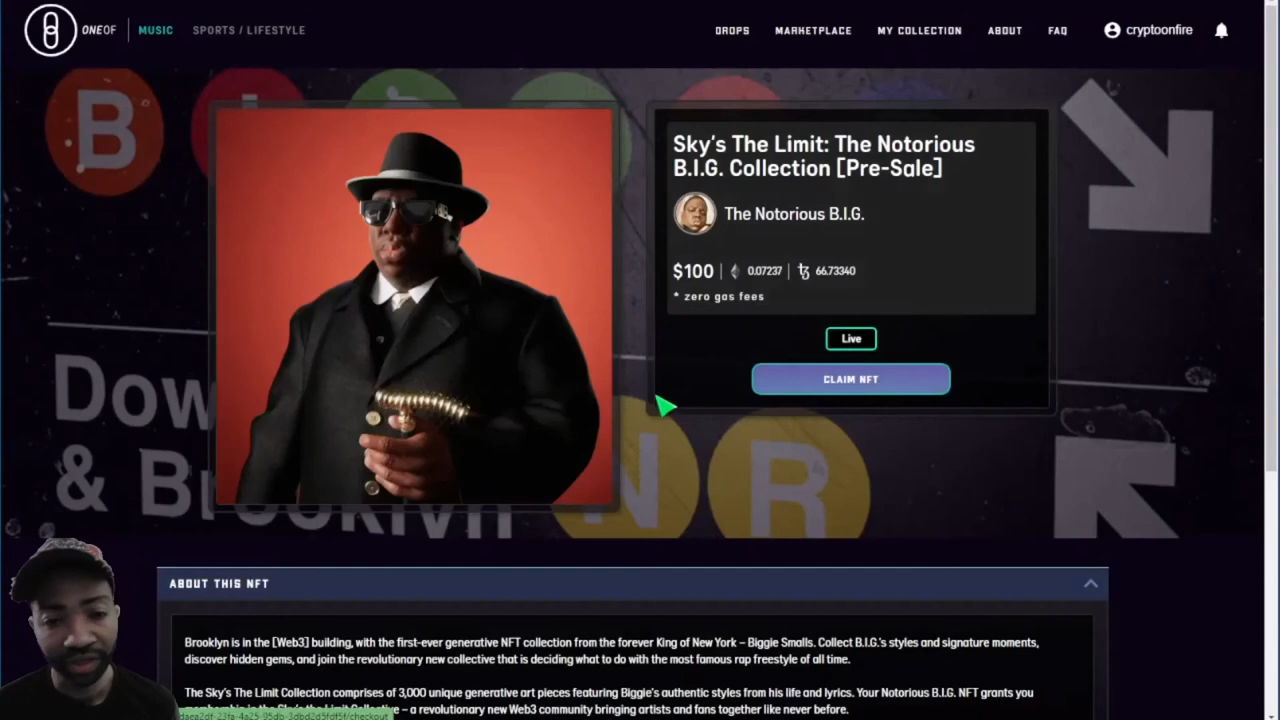 ONEOF
MUSIC
SPORTS / LIFESTYLE
DROPS
MARKETPLACE
MY COLLECTION
ABOUT
FAQ
cryptoonfire
B
Sky's The Limit: The Notorious
B.I.G. Collection [Pre-Sale]
The Notorious B.I.G.
$100 | 0.07237 | 66.73340
* zero gas fees
Live
CLAIM NFT
Dow
& Brooklyn
N R
ABOUT THIS NFT
Brooklyn is in the [Web3] building, with the first-ever generative NFT collection from the forever King of New York – Biggie Smalls. Collect B.I.G.'s styles and signature moments,
discover hidden gems, and join the revolutionary new collective that is deciding what to do with the most famous rap freestyle of all time.
The Sky's The Limit Collection comprises of 3,000 unique generative art pieces featuring Biggie's authentic styles from his life and lyrics. Your Notorious B.I.G. NFT grants you
– a revolutionary new Web3 community bringing artists and fans together like never before.